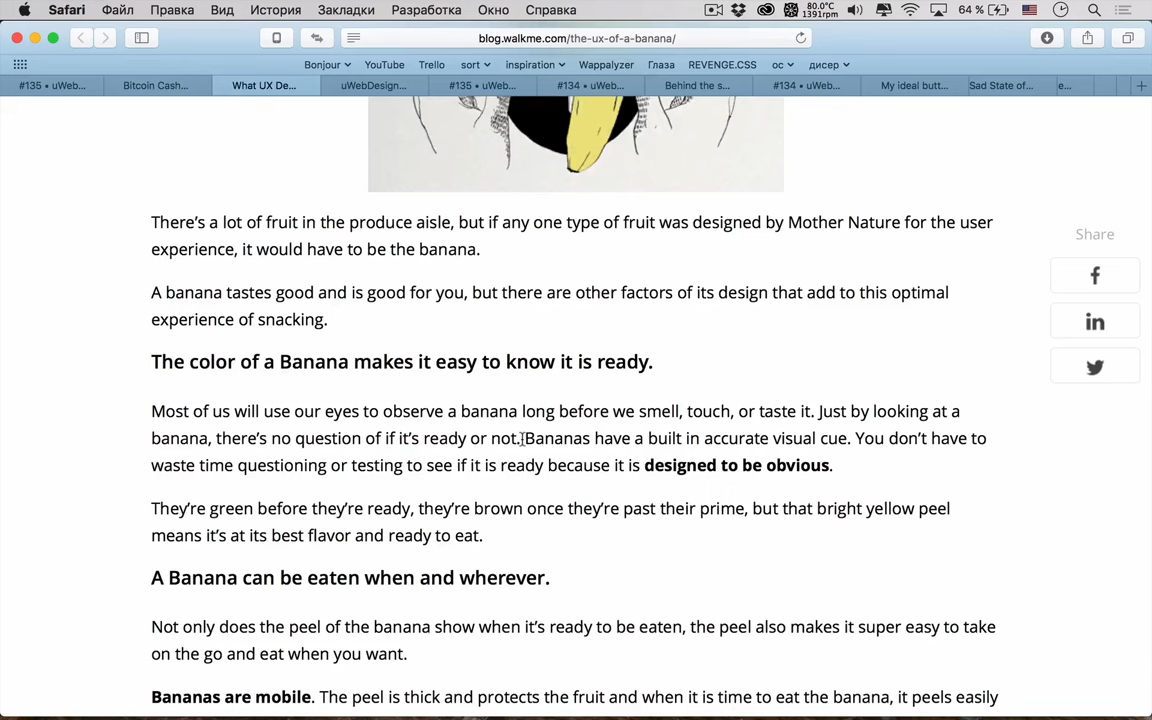 Safari Файл Правка Вид История Закладки Разработка Окно Справка 80.0°C 1391rpm 64 %
blog.walkme.com/the-ux-of-a-banana/
Bonjour YouTube Trello sort inspiration Wappalyzer Глаза REVENGE.CSS ос дисер
#135 • uWeb... Bitcoin Cash... What UX De... uWebDesign... #135 • uWeb... #134 • uWeb... Behind the s... #134 • uWeb... My ideal butt... Sad State of... e...
There's a lot of fruit in the produce aisle, but if any one type of fruit was designed by Mother Nature for the user
experience, it would have to be the banana.
A banana tastes good and is good for you, but there are other factors of its design that add to this optimal
experience of snacking.
The color of a Banana makes it easy to know it is ready.
Most of us will use our eyes to observe a banana long before we smell, touch, or taste it. Just by looking at a
banana, there's no question of if it's ready or not. Bananas have a built in accurate visual cue. You don't have to
waste time questioning or testing to see if it is ready because it is designed to be obvious.
They're green before they're ready, they're brown once they're past their prime, but that bright yellow peel
means it's at its best flavor and ready to eat.
A Banana can be eaten when and wherever.
Not only does the peel of the banana show when it's ready to be eaten, the peel also makes it super easy to take
on the go and eat when you want.
Bananas are mobile. The peel is thick and protects the fruit and when it is time to eat the banana, it peels easily
Share